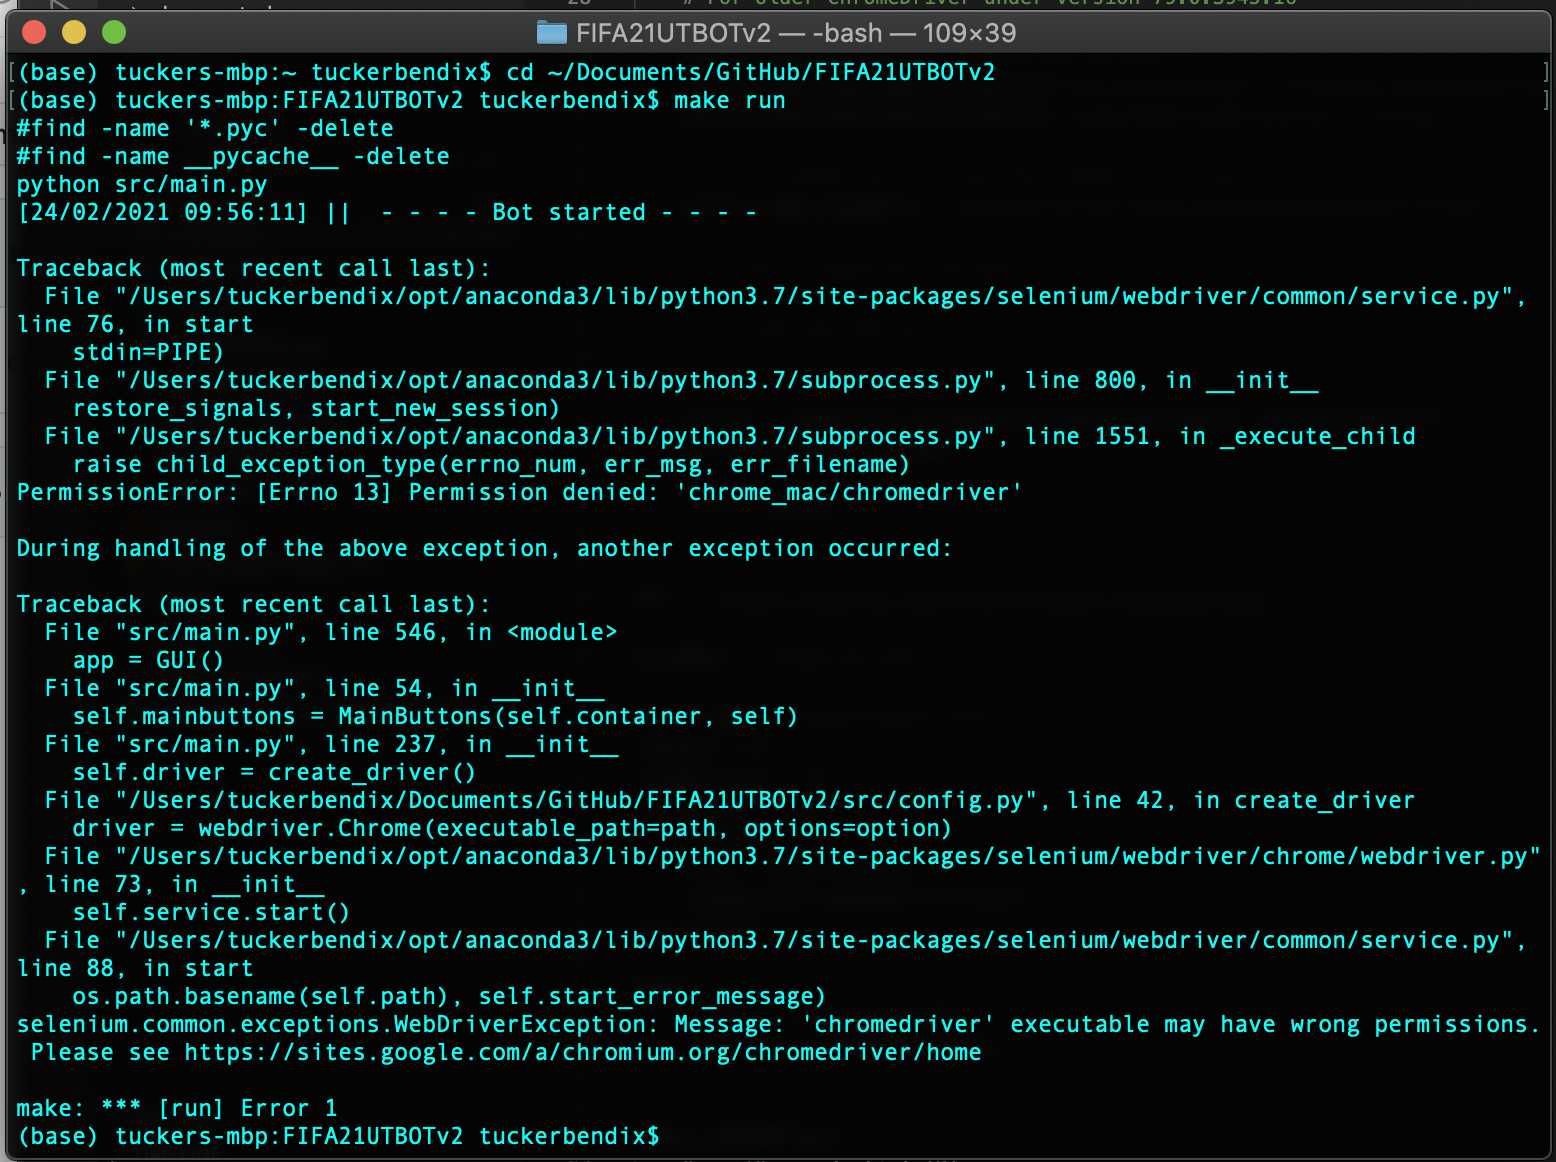 # For older ChromeDriver under version 79.0.3945.16
FIFA21UTBOTv2 — -bash — 109×39
[(base) tuckers-mbp:~ tuckerbendix$ cd ~/Documents/GitHub/FIFA21UTBOTv2 ]
[(base) tuckers-mbp:FIFA21UTBOTv2 tuckerbendix$ make run ]
#find -name '*.pyc' -delete
#find -name __pycache__ -delete
python src/main.py
[24/02/2021 09:56:11] ||  - - - - Bot started - - - -
Traceback (most recent call last):
  File "/Users/tuckerbendix/opt/anaconda3/lib/python3.7/site-packages/selenium/webdriver/common/service.py",
line 76, in start
    stdin=PIPE)
  File "/Users/tuckerbendix/opt/anaconda3/lib/python3.7/subprocess.py", line 800, in __init__
    restore_signals, start_new_session)
  File "/Users/tuckerbendix/opt/anaconda3/lib/python3.7/subprocess.py", line 1551, in _execute_child
    raise child_exception_type(errno_num, err_msg, err_filename)
PermissionError: [Errno 13] Permission denied: 'chrome_mac/chromedriver'
During handling of the above exception, another exception occurred:
Traceback (most recent call last):
  File "src/main.py", line 546, in <module>
    app = GUI()
  File "src/main.py", line 54, in __init__
    self.mainbuttons = MainButtons(self.container, self)
  File "src/main.py", line 237, in __init__
    self.driver = create_driver()
  File "/Users/tuckerbendix/Documents/GitHub/FIFA21UTBOTv2/src/config.py", line 42, in create_driver
    driver = webdriver.Chrome(executable_path=path, options=option)
  File "/Users/tuckerbendix/opt/anaconda3/lib/python3.7/site-packages/selenium/webdriver/chrome/webdriver.py"
, line 73, in __init__
    self.service.start()
  File "/Users/tuckerbendix/opt/anaconda3/lib/python3.7/site-packages/selenium/webdriver/common/service.py",
line 88, in start
    os.path.basename(self.path), self.start_error_message)
selenium.common.exceptions.WebDriverException: Message: 'chromedriver' executable may have wrong permissions.
 Please see https://sites.google.com/a/chromium.org/chromedriver/home
make: *** [run] Error 1
(base) tuckers-mbp:FIFA21UTBOTv2 tuckerbendix$